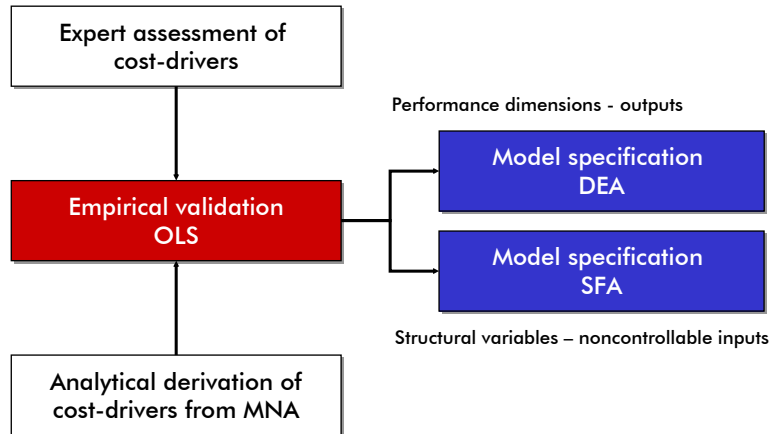 Expert assessment of
cost-drivers
Performance dimensions - outputs
Model specification
DEA
Empirical validation
OLS
Model specification
SFA
Structural variables – noncontrollable inputs
Analytical derivation of
cost-drivers from MNA